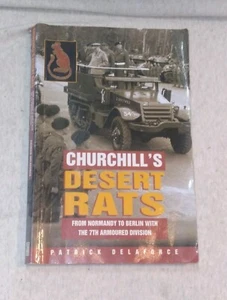 CHURCHILL'S
DESERT
RATS
FROM NORMANDY TO BERLIN WITH
THE 7TH ARMOURED DIVISION
PATRICK DELAFORCE